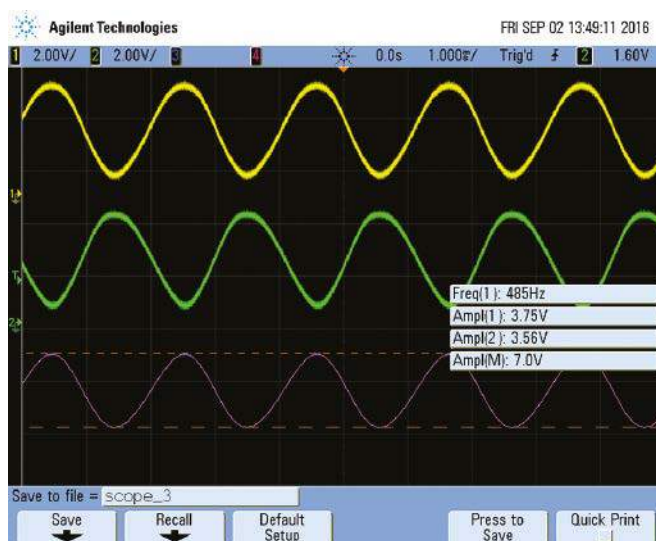 Agilent Technologies FRI SEP 02 13:49:11 2016
1 2.00V/ 2 2.00V/ 3 4 0.0s 1.000ms/ Trig'd 2 1.60V
1
T
2
Freq(1): 485Hz
Ampl(1): 3.75V
Ampl(2): 3.56V
Ampl(M): 7.0V
Save to file = scope_3
Save Recall Default Setup Press to Save Quick Print